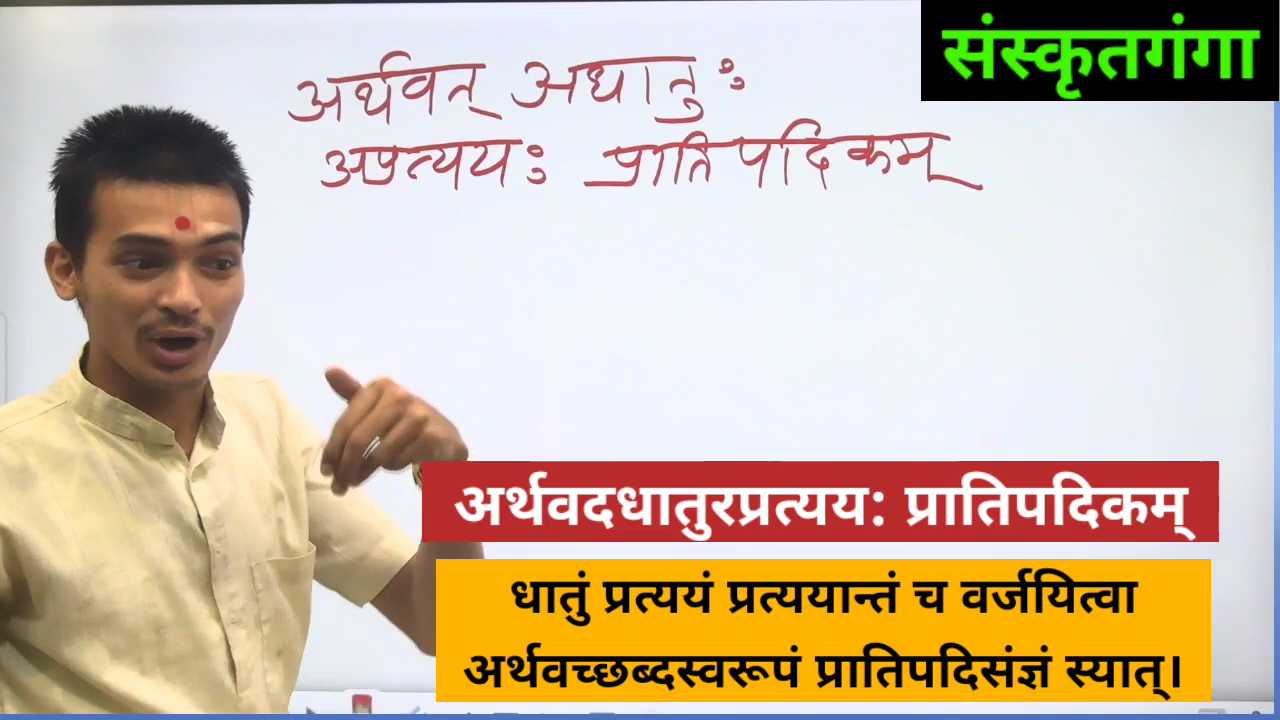 संस्कृतगंगा
अर्थवत् अधातुः
अप्रत्ययः प्रातिपदिकम्
अर्थवदधातुरप्रत्यय: प्रातिपदिकम्
धातुं प्रत्ययं प्रत्ययान्तं च वर्जयित्वा
अर्थवच्छब्दस्वरूपं प्रातिपदिसंज्ञं स्यात्।